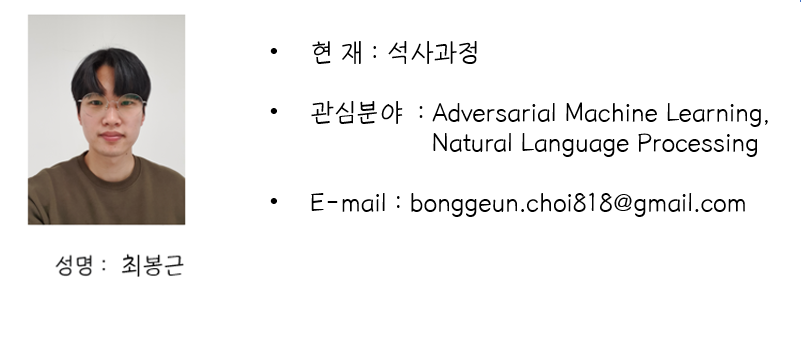 • 현 재 : 석사과정
• 관심분야 : Adversarial Machine Learning,
Natural Language Processing
• E-mail : bonggeun.choi818@gmail.com
성명 : 최봉근